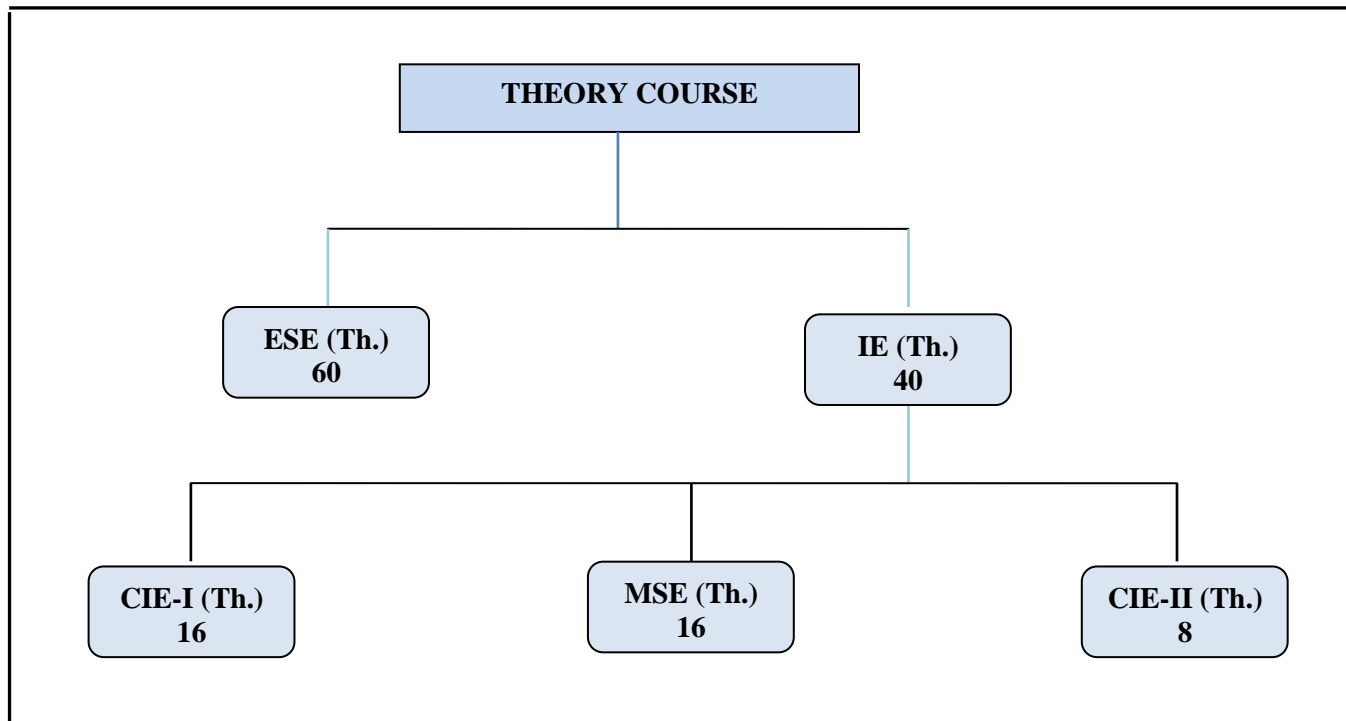 THEORY COURSE
ESE (Th.)
60
IE (Th.)
40
CIE-I (Th.)
16
MSE (Th.)
16
CIE-II (Th.)
8